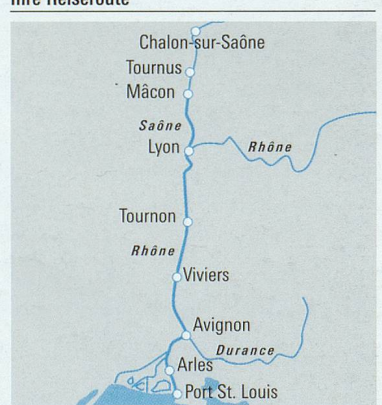 Ihre Reiseroute
Chalon-sur-Saône
Tournus
Mâcon
Saône
Lyon
Rhône
Tournon
Rhône
Viviers
Avignon
Durance
Arles
Port St. Louis